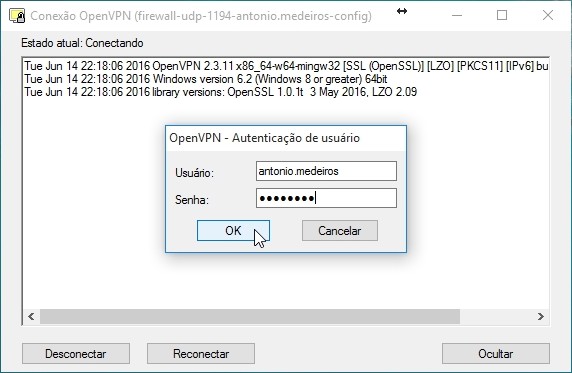 Conexão OpenVPN (firewall-udp-1194-antonio.medeiros-config)
Estado atual: Conectando
Tue Jun 14 22:18:06 2016 OpenVPN 2.3.11 x86_64-w64-mingw32 [SSL (OpenSSL)] [LZO] [PKCS11] [IPv6] bu
Tue Jun 14 22:18:06 2016 Windows version 6.2 (Windows 8 or greater) 64bit
Tue Jun 14 22:18:06 2016 library versions: OpenSSL 1.0.1t  3 May 2016, LZO 2.09
OpenVPN - Autenticação de usuário
Usuário: antonio.medeiros
Senha: ●●●●●●●●
OK Cancelar
Desconectar Reconectar Ocultar